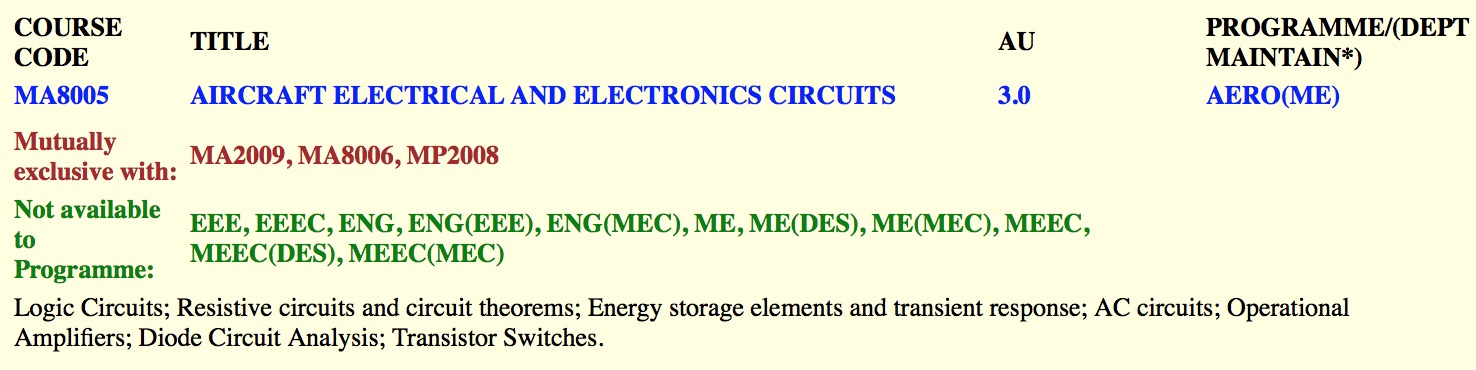 COURSE CODE TITLE AU PROGRAMME/(DEPT MAINTAIN*)
MA8005 AIRCRAFT ELECTRICAL AND ELECTRONICS CIRCUITS 3.0 AERO(ME)
Mutually
exclusive with: MA2009, MA8006, MP2008
Not available
to
Programme: EEE, EEEC, ENG, ENG(EEE), ENG(MEC), ME, ME(DES), ME(MEC), MEEC,
MEEC(DES), MEEC(MEC)
Logic Circuits; Resistive circuits and circuit theorems; Energy storage elements and transient response; AC circuits; Operational
Amplifiers; Diode Circuit Analysis; Transistor Switches.